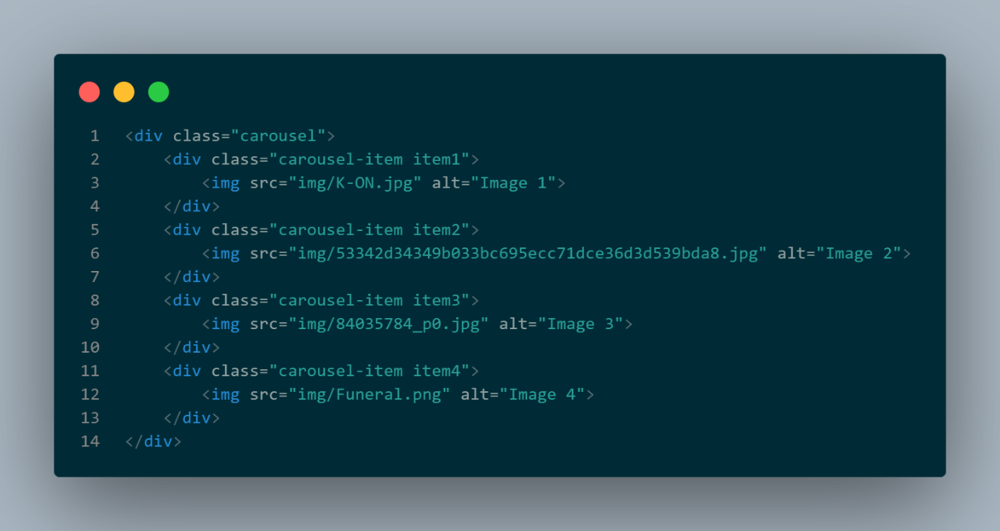 1 <div class="carousel">
2     <div class="carousel-item item1">
3         <img src="img/K-ON.jpg" alt="Image 1">
4     </div>
5     <div class="carousel-item item2">
6         <img src="img/53342d34349b033bc695ecc71dce36d3d539bda8.jpg" alt="Image 2">
7     </div>
8     <div class="carousel-item item3">
9         <img src="img/84035784_p0.jpg" alt="Image 3">
10     </div>
11     <div class="carousel-item item4">
12         <img src="img/Funeral.png" alt="Image 4">
13     </div>
14 </div>